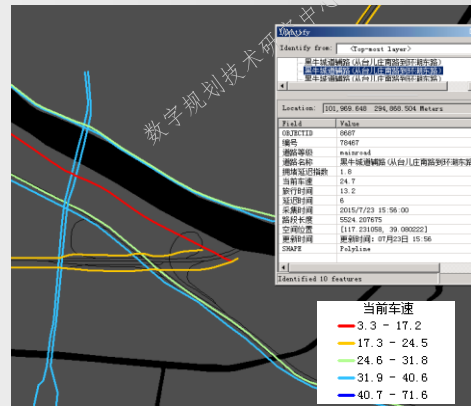 数字规划技术研究中心
Identify
Identify from: <Top-most layer>
黑牛城道辅路(从台儿庄南路到环湖东路)
黑牛城道辅路(从台儿庄南路到环湖东路)
黑牛城道辅路(从台儿庄南路到环湖东路)
Location: 101,969.648 294,868.504 Meters
Field Value
OBJECTID 8687
编号 78467
道路等级 mainroad
道路名称 黑牛城道辅路(从台儿庄南路到环湖东路
拥堵延迟指数 1.8
当前车速 24.7
旅行时间 13.2
延迟时间 6
采集时间 2015/7/23 15:56:00
路段长度 5524.207675
空间位置 [117.231058, 39.080222]
更新时间 更新时间: 07月23日 15:56
SHAPE Polyline
Identified 10 features
当前车速
3.3 - 17.2
17.3 - 24.5
24.6 - 31.8
31.9 - 40.6
40.7 - 71.6